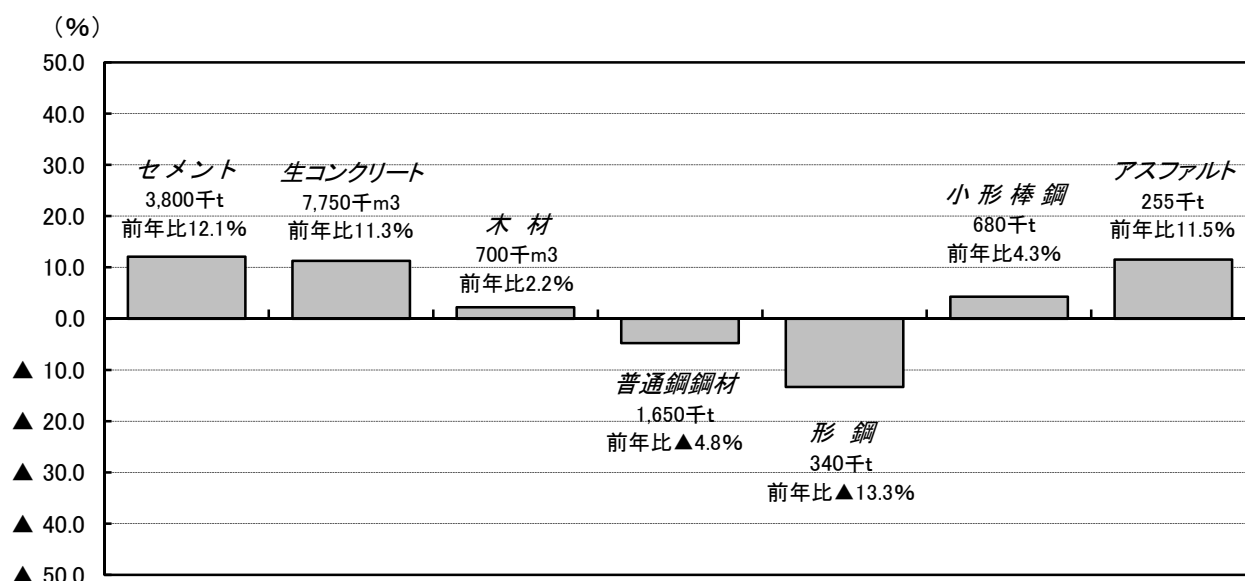 （％）
50.0
40.0
30.0
20.0
10.0
0.0
▲ 10.0
▲ 20.0
▲ 30.0
▲ 40.0
▲ 50.0
セメント
3,800千t
前年比12.1%
生コンクリート
7,750千m3
前年比11.3%
木 材
700千m3
前年比2.2%
普通鋼鋼材
1,650千t
前年比▲4.8%
形 鋼
340千t
前年比▲13.3%
小 形 棒 鋼
680千t
前年比4.3%
アスファルト
255千t
前年比11.5%